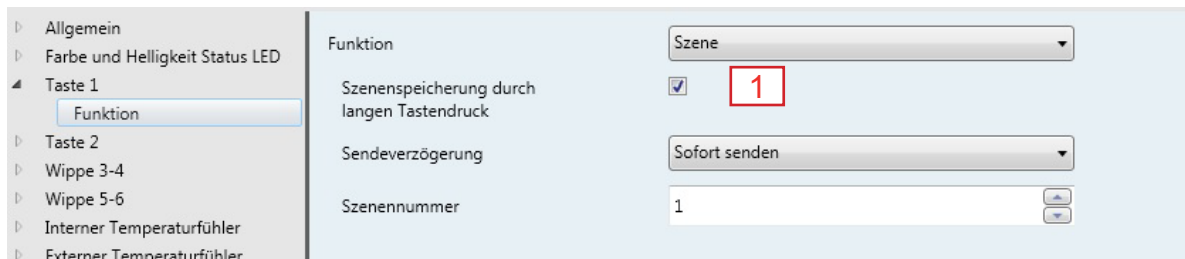 Allgemein
Farbe und Helligkeit Status LED
Taste 1
Funktion
Taste 2
Wippe 3-4
Wippe 5-6
Interner Temperaturfühler
Externer Temperaturfühler
Funktion
Szene
Szenenspeicherung durch
langen Tastendruck
1
Sendeverzögerung
Sofort senden
Szenennummer
1